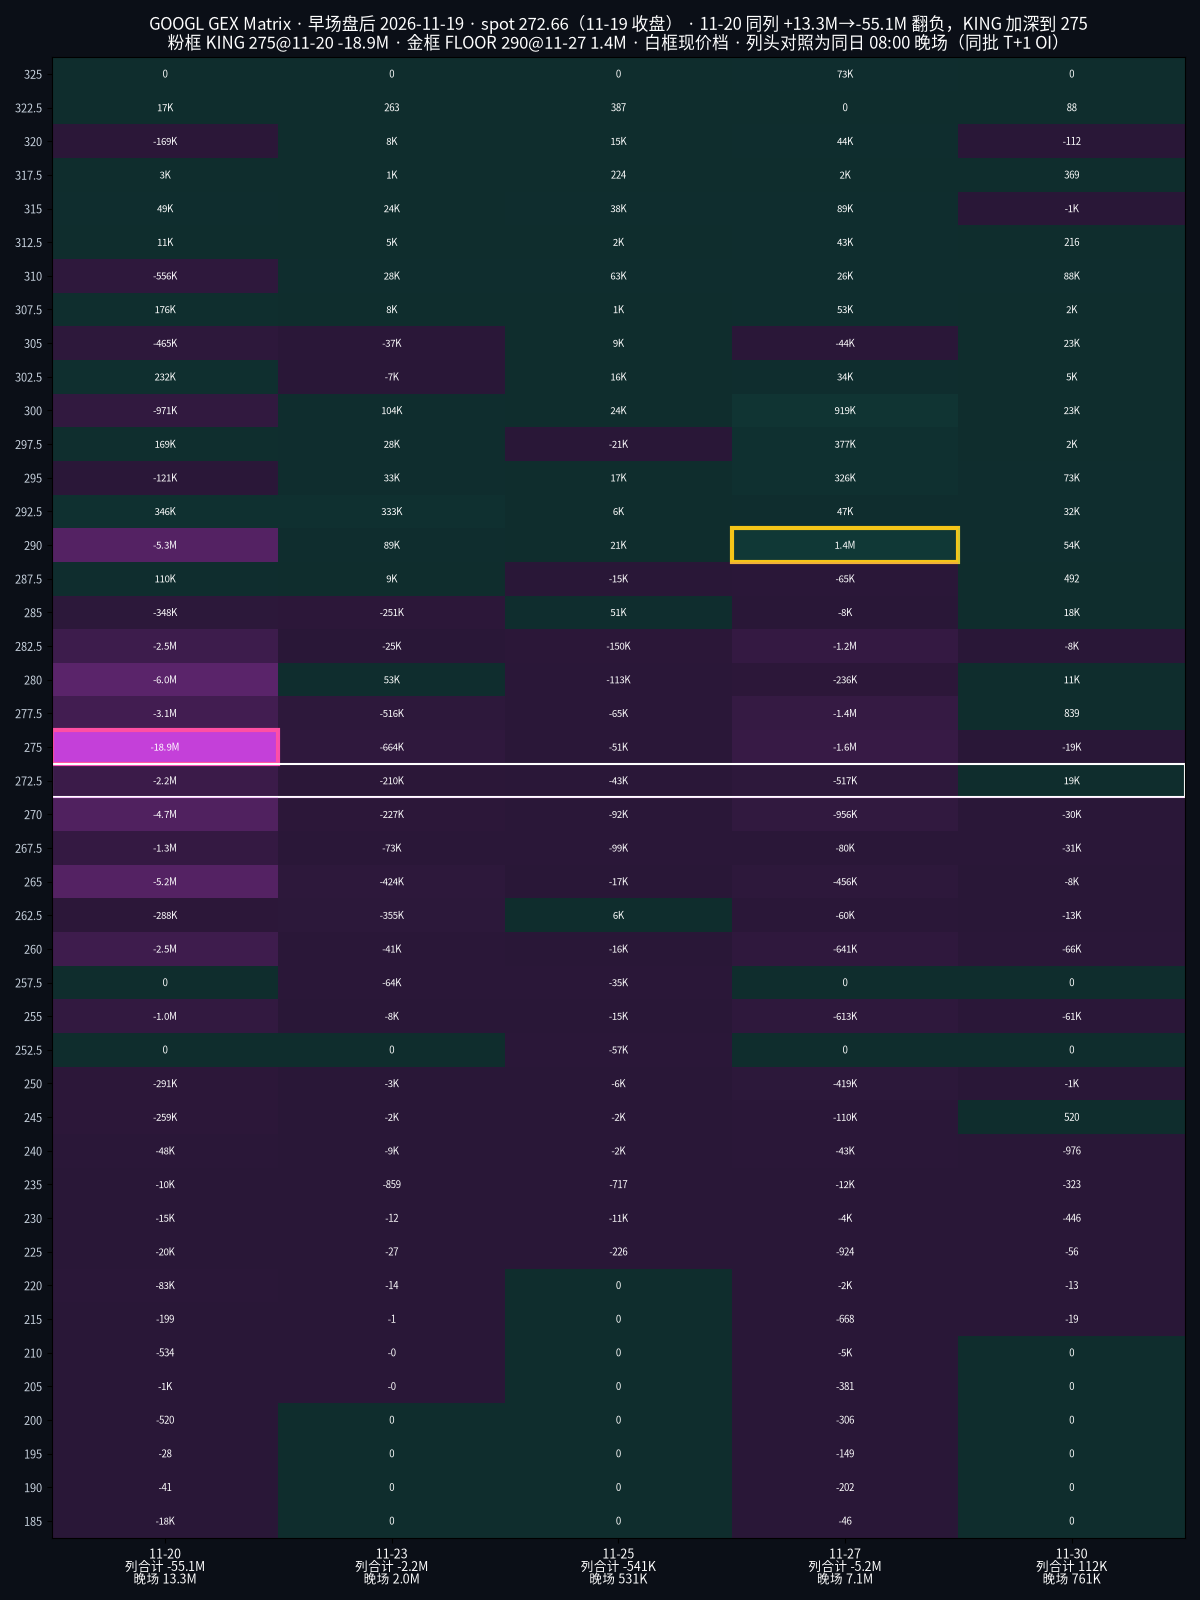 GOOGL GEX Matrix · 早场盘后 2026-11-19 · spot 272.66（11-19 收盘） · 11-20 同列 +13.3M→-55.1M 翻负，KING 加深到 275
粉框 KING 275@11-20 -18.9M · 金框 FLOOR 290@11-27 1.4M · 白框现价档 · 列头对照为同日 08:00 晚场（同批 T+1 OI）
325 0 0 0 73K 0
322.5 17K 263 387 0 88
320 -169K 8K 15K 44K -112
317.5 3K 1K 224 2K 369
315 49K 24K 38K 89K -1K
312.5 11K 5K 2K 43K 216
310 -556K 28K 63K 26K 88K
307.5 176K 8K 1K 53K 2K
305 -465K -37K 9K -44K 23K
302.5 232K -7K 16K 34K 5K
300 -971K 104K 24K 919K 23K
297.5 169K 28K -21K 377K 2K
295 -121K 33K 17K 326K 73K
292.5 346K 333K 6K 47K 32K
290 -5.3M 89K 21K 1.4M 54K
287.5 110K 9K -15K -65K 492
285 -348K -251K 51K -8K 18K
282.5 -2.5M -25K -150K -1.2M -8K
280 -6.0M 53K -113K -236K 11K
277.5 -3.1M -516K -65K -1.4M 839
275 -18.9M -664K -51K -1.6M -19K
272.5 -2.2M -210K -43K -517K 19K
270 -4.7M -227K -92K -956K -30K
267.5 -1.3M -73K -99K -80K -31K
265 -5.2M -424K -17K -456K -8K
262.5 -288K -355K 6K -60K -13K
260 -2.5M -41K -16K -641K -66K
257.5 0 -64K -35K 0 0
255 -1.0M -8K -15K -613K -61K
252.5 0 0 -57K 0 0
250 -291K -3K -6K -419K -1K
245 -259K -2K -2K -110K 520
240 -48K -9K -2K -43K -976
235 -10K -859 -717 -12K -323
230 -15K -12 -11K -4K -446
225 -20K -27 -226 -924 -56
220 -83K -14 0 -2K -13
215 -199 -1 0 -668 -19
210 -534 -0 0 -5K 0
205 -1K -0 0 -381 0
200 -520 0 0 -306 0
195 -28 0 0 -149 0
190 -41 0 0 -202 0
185 -18K 0 0 -46 0
11-20 11-23 11-25 11-27 11-30
列合计 -55.1M 列合计 -2.2M 列合计 -541K 列合计 -5.2M 列合计 112K
晚场 13.3M 晚场 2.0M 晚场 531K 晚场 7.1M 晚场 761K